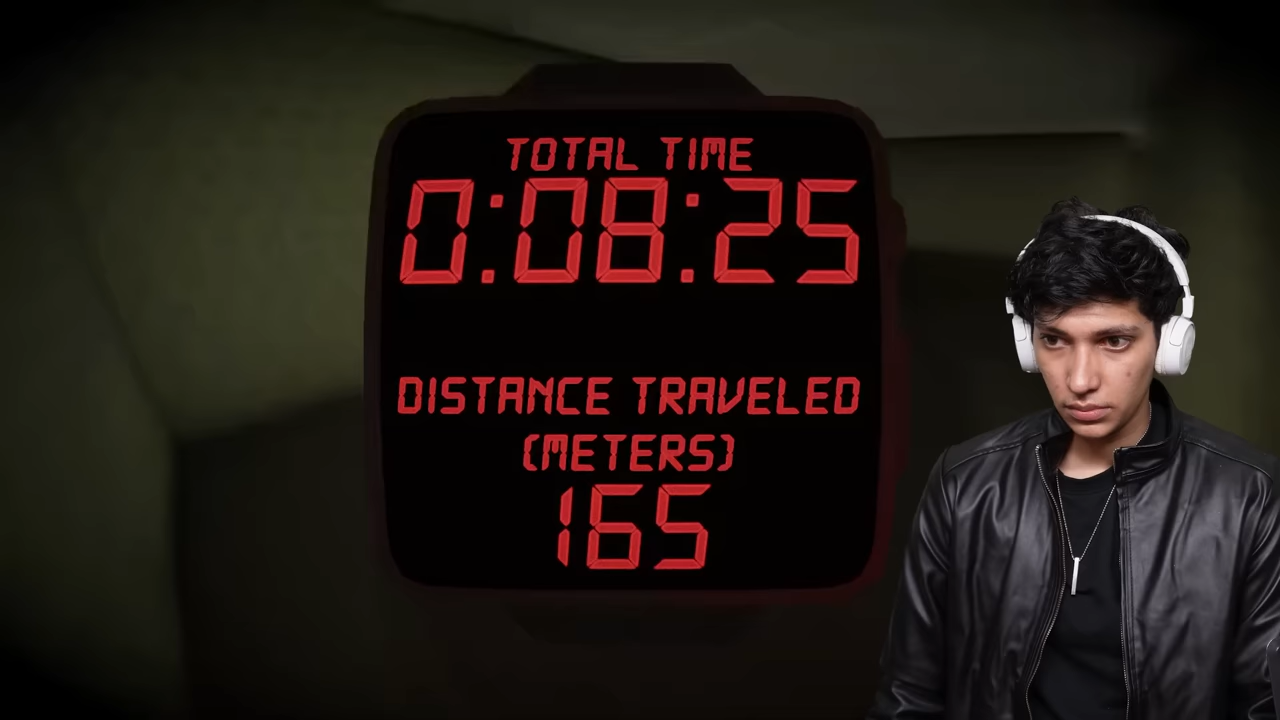 TOTAL TIME
0:08:25
DISTANCE TRAVELED
(METERS)
165